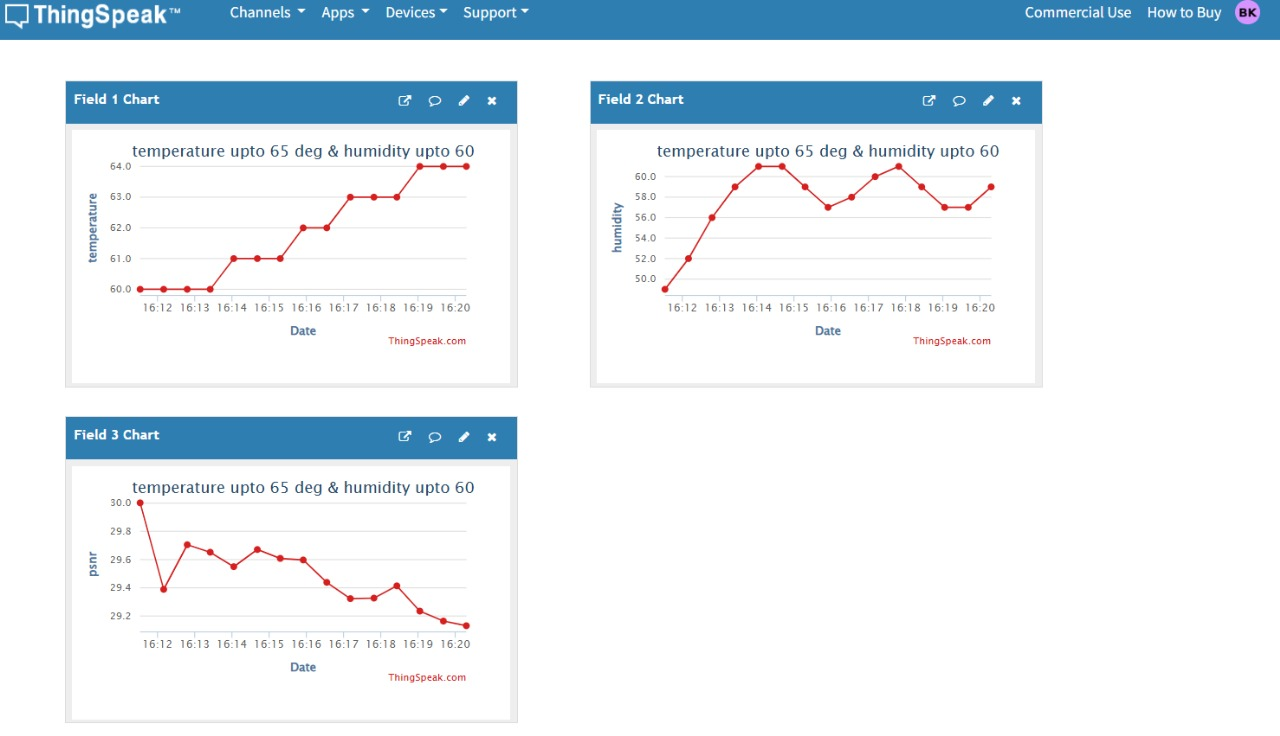 ThingSpeak™ Channels Apps Devices Support Commercial Use How to Buy BK
Field 1 Chart
temperature upto 65 deg & humidity upto 60
64.0
63.0
62.0
61.0
60.0
temperature
16:12 16:13 16:14 16:15 16:16 16:17 16:18 16:19 16:20
Date
ThingSpeak.com
Field 2 Chart
temperature upto 65 deg & humidity upto 60
60.0
58.0
56.0
54.0
52.0
50.0
humidity
16:12 16:13 16:14 16:15 16:16 16:17 16:18 16:19 16:20
Date
ThingSpeak.com
Field 3 Chart
temperature upto 65 deg & humidity upto 60
30.0
29.8
29.6
29.4
29.2
psnr
16:12 16:13 16:14 16:15 16:16 16:17 16:18 16:19 16:20
Date
ThingSpeak.com